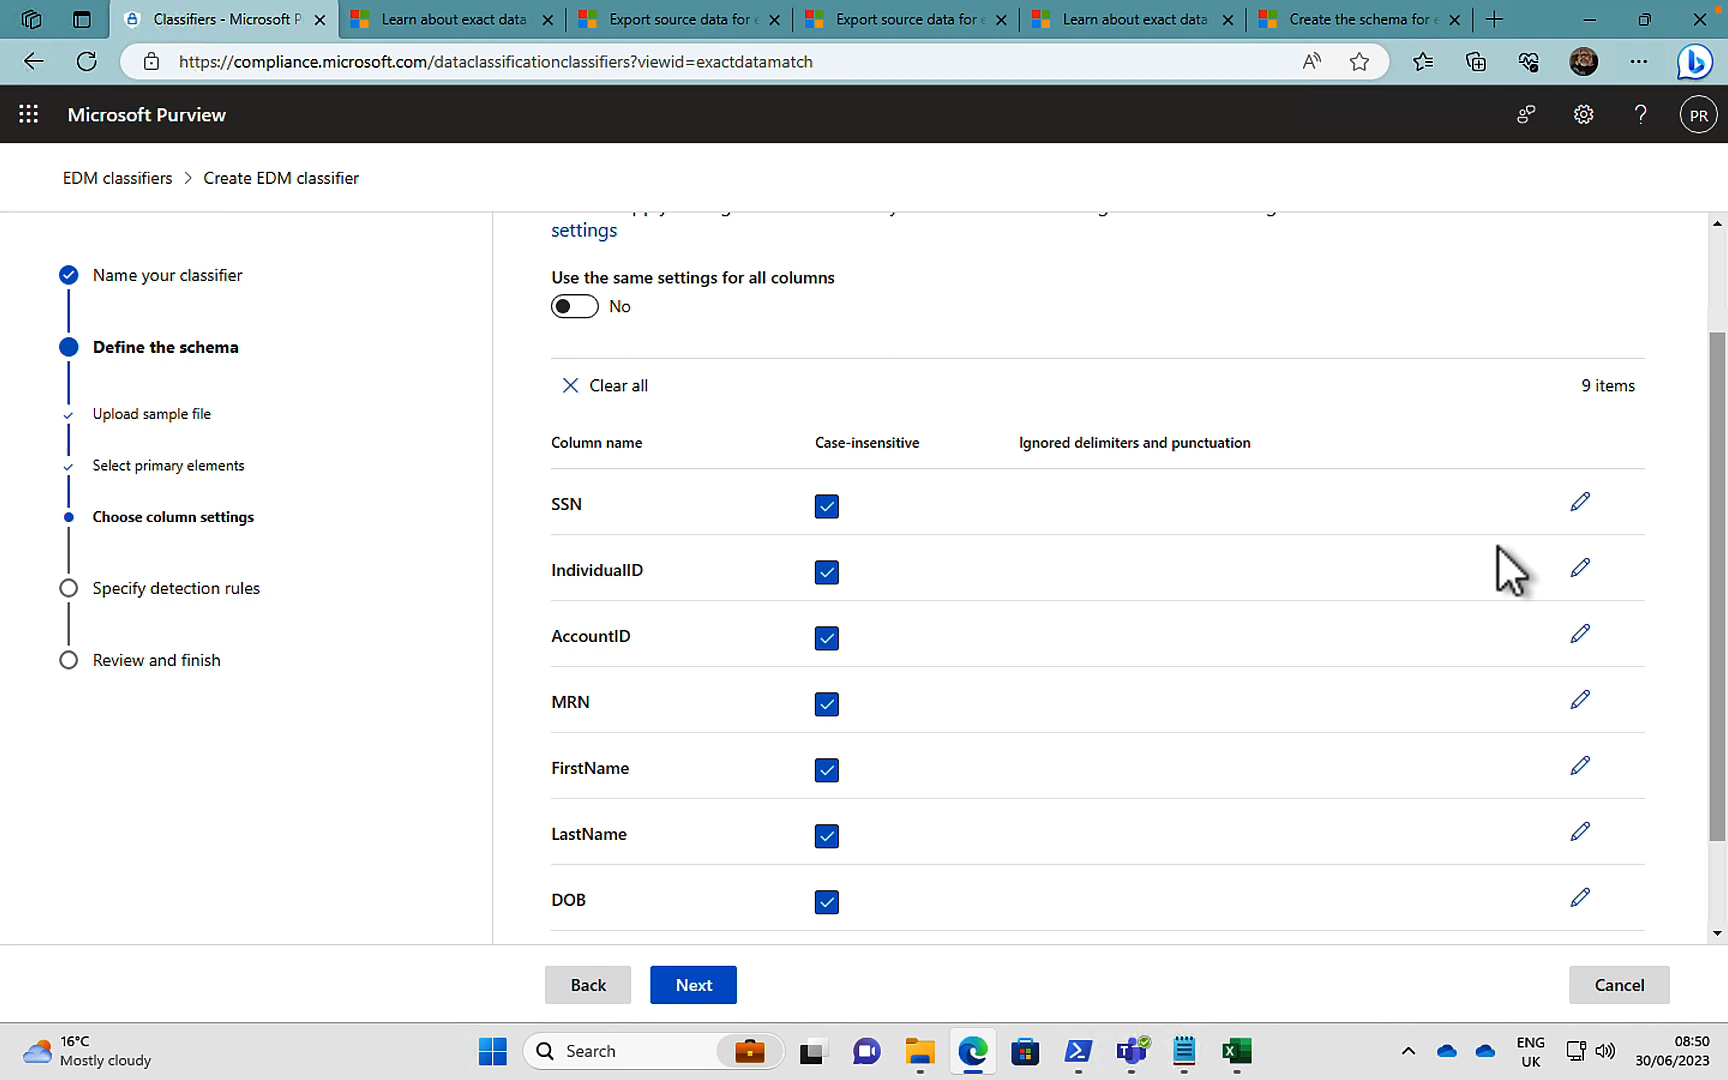 Classifiers - Microsoft P
Learn about exact data
Export source data for e
Export source data for e
Learn about exact data
Create the schema for e
https://compliance.microsoft.com/dataclassificationclassifiers?viewid=exactdatamatch
Microsoft Purview
PR
EDM classifiers > Create EDM classifier
settings
Name your classifier
Use the same settings for all columns
No
Define the schema
Clear all
9 items
Upload sample file
Column name
Case-insensitive
Ignored delimiters and punctuation
Select primary elements
SSN
Choose column settings
IndividualID
Specify detection rules
AccountID
Review and finish
MRN
FirstName
LastName
DOB
Back
Next
Cancel
16°C
Mostly cloudy
Search
ENG
UK
08:50
30/06/2023